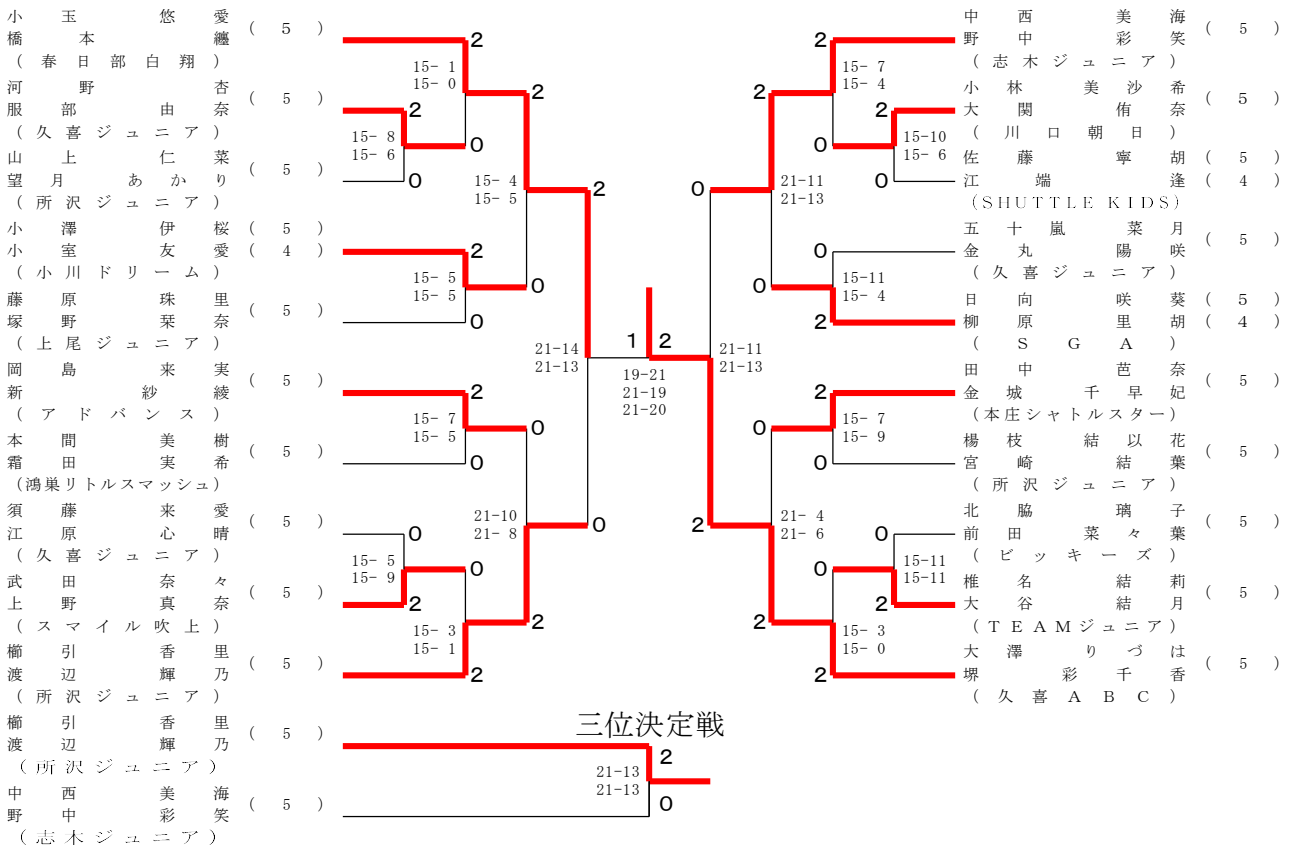 小玉 悠愛
橋本 纏
( 5 )
(春日部白翔)
河野 杏
服部 由奈
( 5 )
(久喜ジュニア)
山上 仁菜
望月 あかり
( 5 )
(所沢ジュニア)
小澤 伊桜 ( 5 )
小室 友愛 ( 4 )
(小川ドリーム)
藤原 珠里
塚野 栞奈
( 5 )
(上尾ジュニア)
岡島 来実
新 紗綾
( 5 )
(アドバンス)
本間 美樹
霜田 実希
( 5 )
(鴻巣リトルスマッシュ)
須藤 来愛
江原 心晴
( 5 )
(久喜ジュニア)
武田 奈々
上野 真奈
( 5 )
(スマイル吹上)
櫛引 香里
渡辺 輝乃
( 5 )
(所沢ジュニア)
2
15- 1
15- 0
2
2
15- 8
15- 6
0
0
15- 4
15- 5
2
2
15- 5
15- 5
0
0
21-14
21-13
2
15- 7
15- 5
0
0
21-10
21- 8
0
0
15- 5
15- 9
2
0
15- 3
15- 1
2
2
1 2
19-21
21-19
21-20
中西 美海
野中 彩笑
( 5 )
(志木ジュニア)
小林 美沙希
大関 侑奈
( 5 )
(川口朝日)
佐藤 寧胡 ( 5 )
江端 逢 ( 4 )
(SHUTTLE KIDS)
五十嵐 菜月
金丸 陽咲
( 5 )
(久喜ジュニア)
日向 咲葵 ( 5 )
柳原 里胡 ( 4 )
(SGA)
田中 芭奈
金城 千早妃
( 5 )
(本庄シャトルスター)
楊枝 結以花
宮崎 結葉
( 5 )
(所沢ジュニア)
北脇 璃子
前田 菜々葉
( 5 )
(ビッキーズ)
椎名 結莉
大谷 結月
( 5 )
(TEAMジュニア)
大澤 りづは
堺 彩千香
( 5 )
(久喜ABC)
2
15- 7
15- 4
2
2
15-10
15- 6
0
0
0
21-11
21-13
0
15-11
15- 4
0
2
21-11
21-13
2
15- 7
15- 9
2
0
2
21- 4
21- 6
0
15-11
15-11
0
2
15- 3
15- 0
2
2
三位決定戦
櫛引 香里
渡辺 輝乃
( 5 )
(所沢ジュニア)
中西 美海
野中 彩笑
( 5 )
(志木ジュニア)
2
21-13
21-13
0